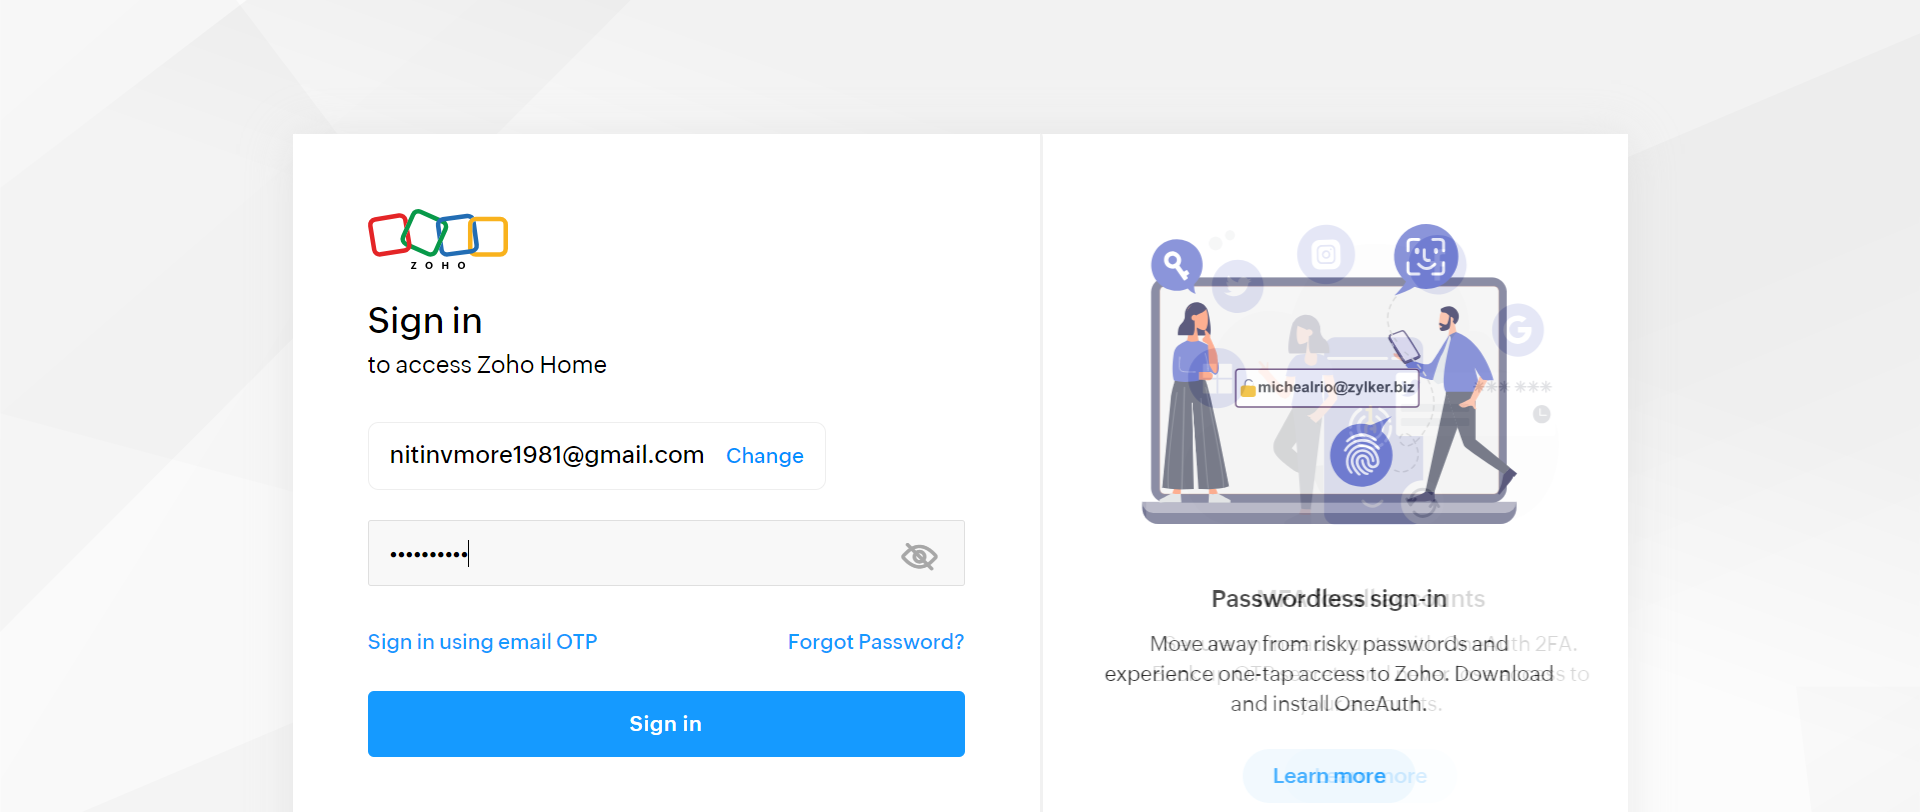 ZOHO
Sign in
to access Zoho Home
nitinvmore1981@gmail.com Change
••••••••••
Sign in using email OTP Forgot Password?
Sign in
michealrio@zylker.biz
*** ***
Passwordless sign-in
Move away from risky passwords and
experience one-tap access to Zoho. Download
and install OneAuth.
Learn more